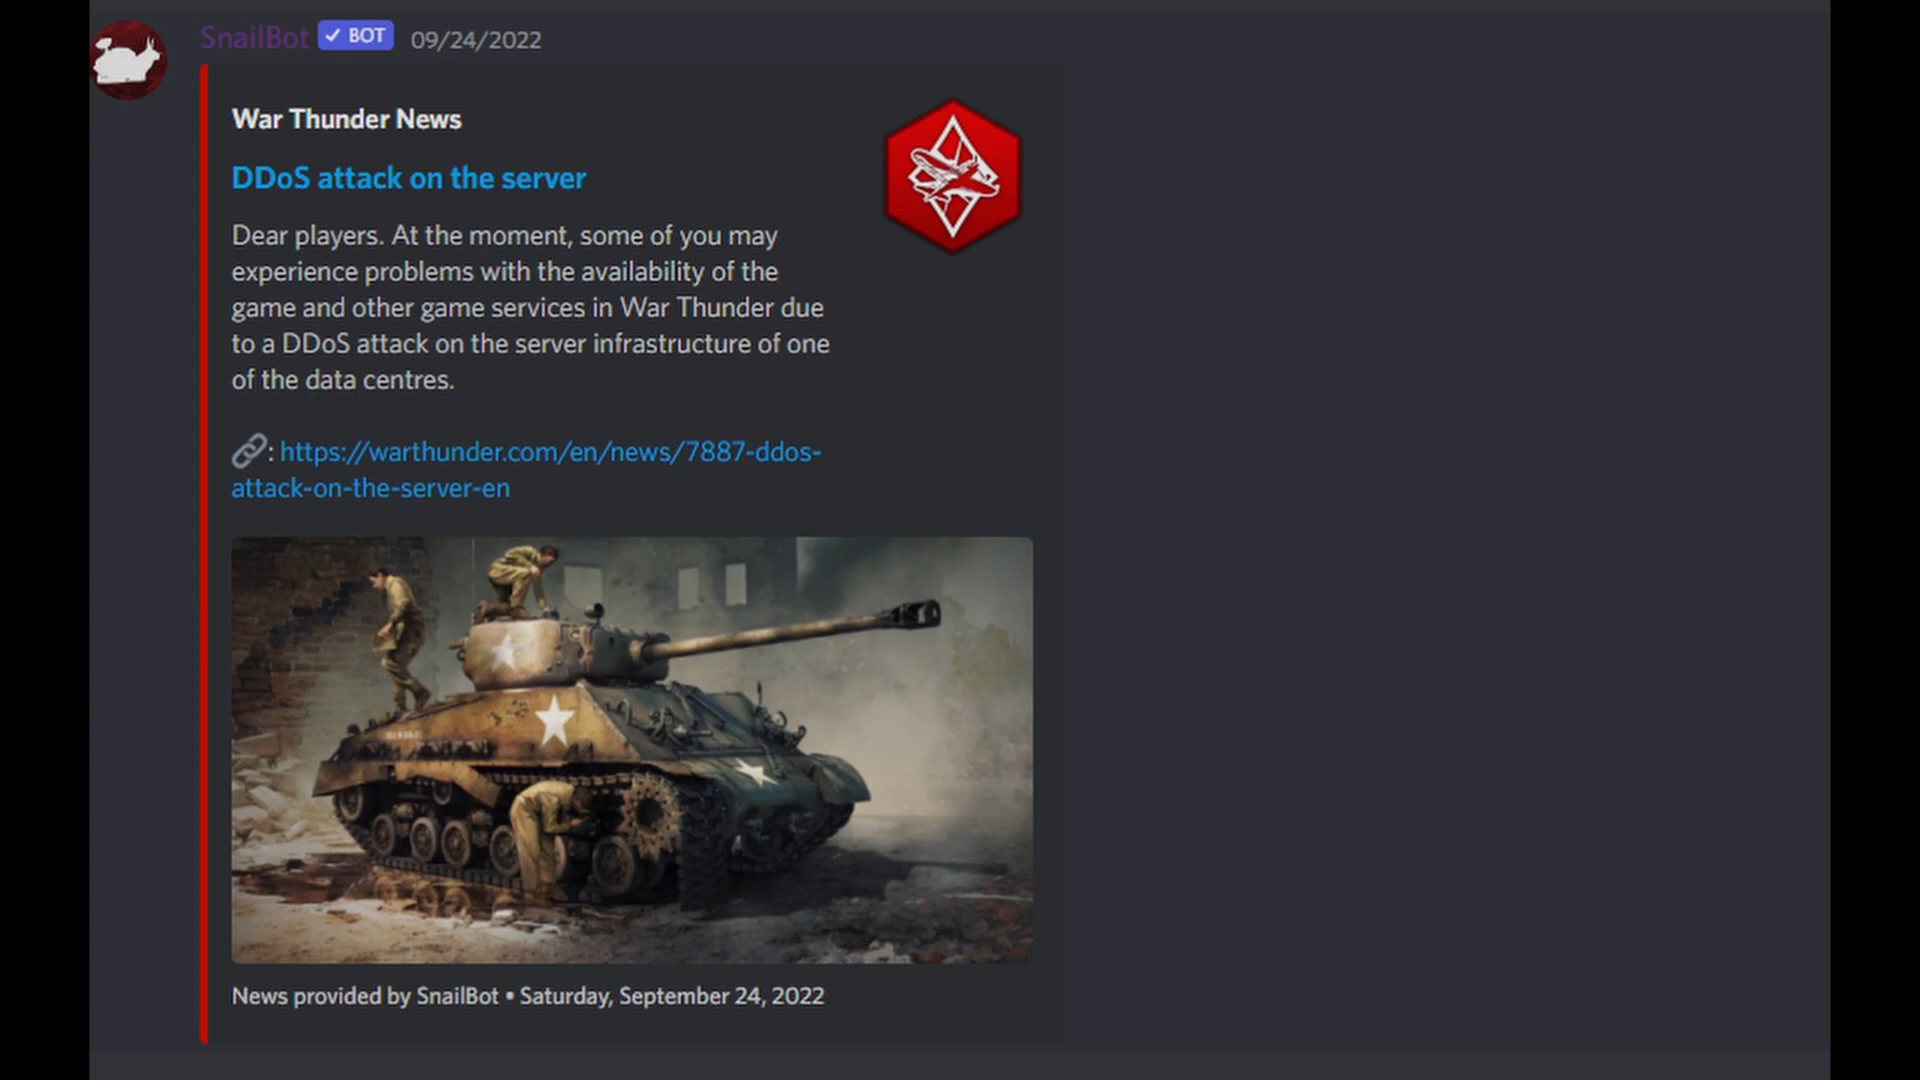 SnailBot ✓ BOT 09/24/2022
War Thunder News
DDoS attack on the server
Dear players. At the moment, some of you may
experience problems with the availability of the
game and other game services in War Thunder due
to a DDoS attack on the server infrastructure of one
of the data centres.
🔗: https://warthunder.com/en/news/7887-ddos-
attack-on-the-server-en
News provided by SnailBot • Saturday, September 24, 2022